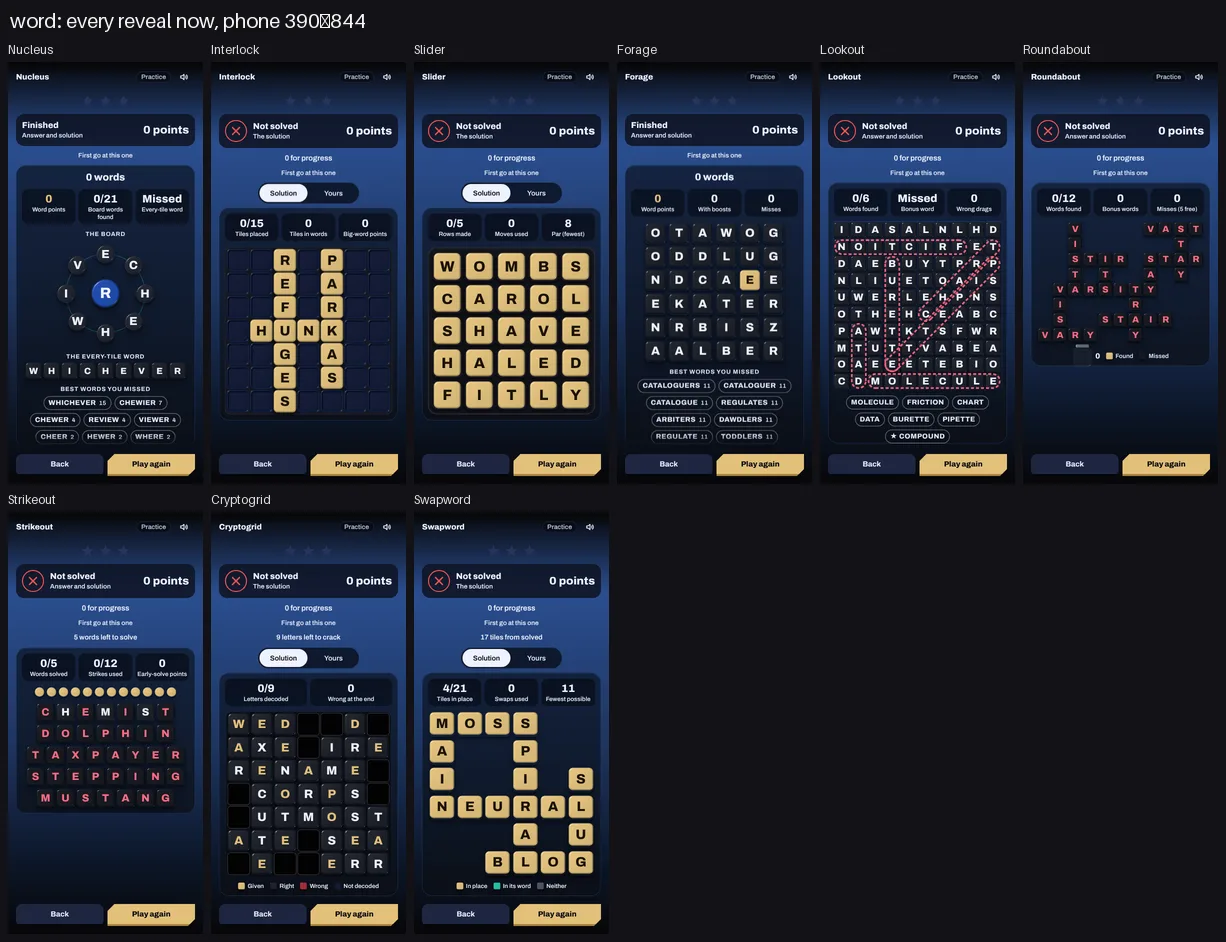 word: every reveal now, phone 390▯844
Nucleus
Nucleus Practice
Finished
Answer and solution
0 points
First go at this one
0 words
0 Word points
0/21 Board words found
Missed Every-tile word
THE BOARD
E
V C
I R H
W E
H
THE EVERY-TILE WORD
W H I C H E V E R
BEST WORDS YOU MISSED
WHICHEVER 15 CHEWIER 7
CHEWER 4 REVIEW 4 VIEWER 4
CHEER 2 HEWER 2 WHERE 2
Back Play again
Interlock
Interlock Practice
Not solved
The solution
0 points
0 for progress
First go at this one
Solution Yours
0/15 Tiles placed
0 Tiles in words
0 Big-word points
R P
E A
F R
H U N K
G A
E S
S
Back Play again
Slider
Slider Practice
Not solved
The solution
0 points
0 for progress
First go at this one
Solution Yours
0/5 Rows made
0 Moves used
8 Par (fewest)
W O M B S
C A R O L
S H A V E
H A L E D
F I T L Y
Back Play again
Forage
Forage Practice
Finished
Answer and solution
0 points
First go at this one
0 words
0 Word points
0 With boosts
0 Misses
O T A W O G
O D D L U G
N D C A E E
E K A T E R
N R B I S Z
A A L B E R
BEST WORDS YOU MISSED
CATALOGUERS 11 CATALOGUER 11
CATALOGUE 11 REGULATES 11
ARBITERS 11 DAWDLERS 11
REGULATE 11 TODDLERS 11
Back Play again
Lookout
Lookout Practice
Not solved
Answer and solution
0 points
0 for progress
First go at this one
0/6 Words found
Missed Bonus word
0 Wrong drags
I D A S A L N L H D
N O I T C I R F E T
D A E B U Y T P R P
N L I U E T O A I S
U W E R L E H P N S
O T H E H C E A B C
P A W T K T S F W R
M T U T T V A B E A
O A E E E T E B I O
C D M O L E C U L E
MOLECULE FRICTION CHART
DATA BURETTE PIPETTE
★ COMPOUND
Back Play again
Roundabout
Roundabout Practice
Not solved
Answer and solution
0 points
0 for progress
First go at this one
0/12 Words found
0 Bonus words
0 Misses (5 free)
V V A S T
I T
S T I R S T A R
T T A Y
V A R S I T Y
I R
S S T A I R
V A R Y Y
0 Found Missed
Back Play again
Strikeout
Strikeout Practice
Not solved
Answer and solution
0 points
0 for progress
First go at this one
5 words left to solve
0/5 Words solved
0/12 Strikes used
0 Early-solve points
C H E M I S T
D O L P H I N
T A X P A Y E R
S T E P P I N G
M U S T A N G
Back Play again
Cryptogrid
Cryptogrid Practice
Not solved
The solution
0 points
0 for progress
First go at this one
9 letters left to crack
Solution Yours
0/9 Letters decoded
0 Wrong at the end
W E D D
A X E I R E
R E N A M E
C O R P S
U T M O S T
A T E S E A
E E R R
Given Right Wrong Not decoded
Back Play again
Swapword
Swapword Practice
Not solved
The solution
0 points
0 for progress
First go at this one
17 tiles from solved
Solution Yours
4/21 Tiles in place
0 Swaps used
11 Fewest possible
M O S S
A P
I I S
N E U R A L
A U
B L O G
In place In its word Neither
Back Play again